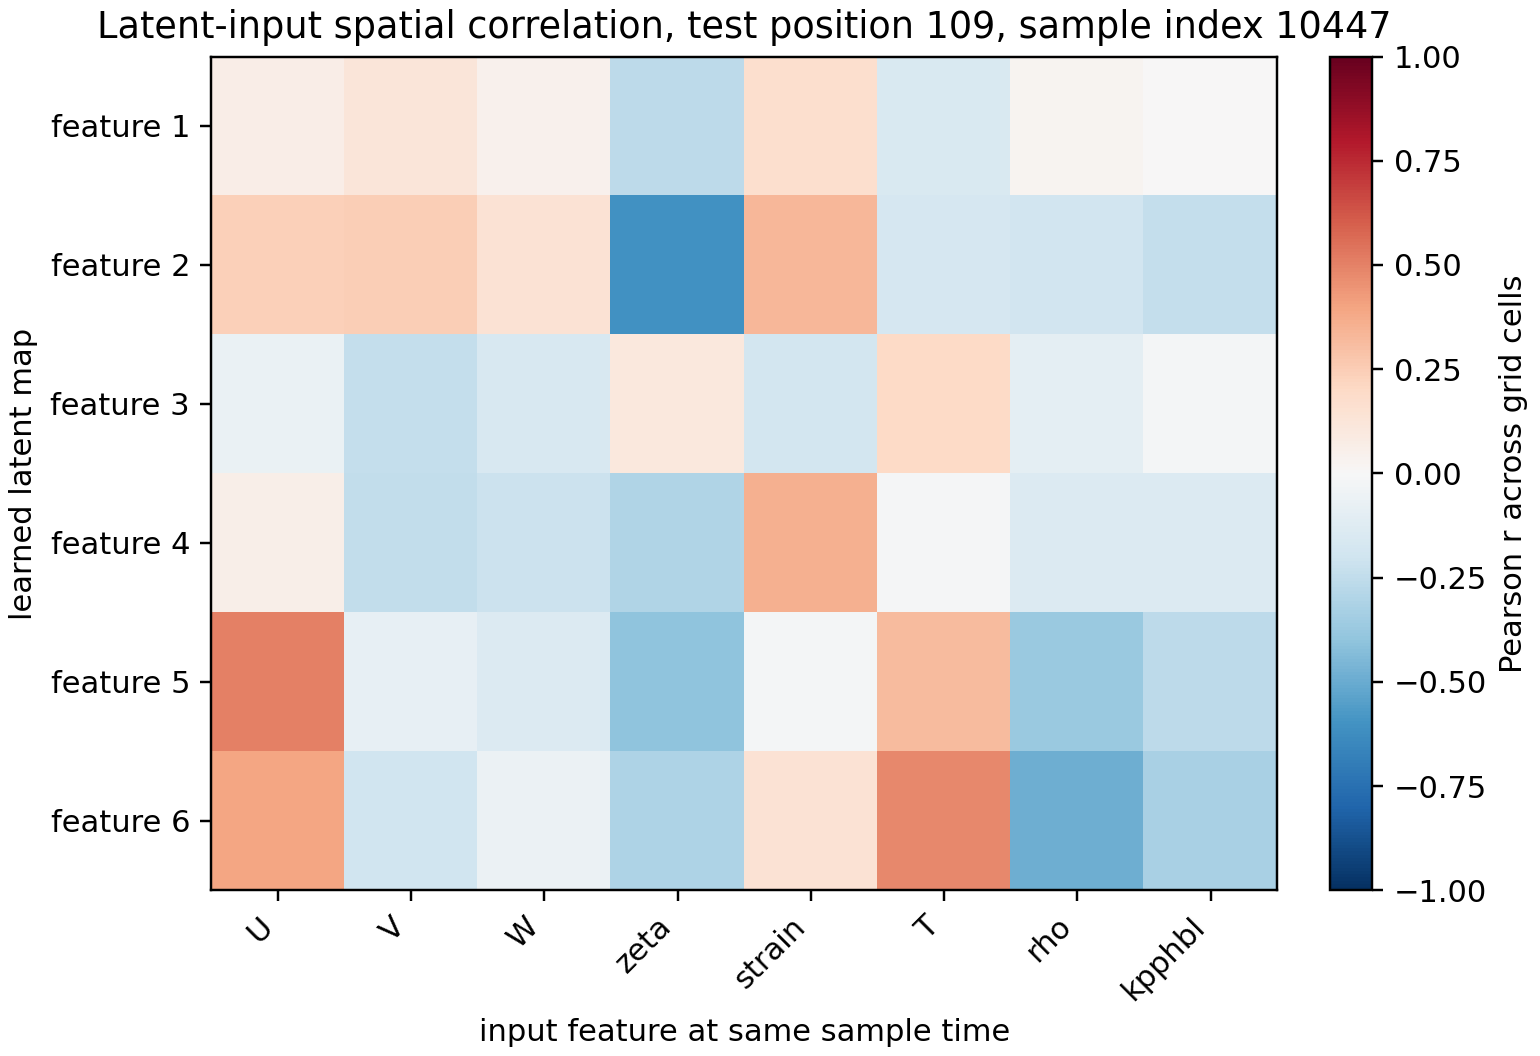 Latent-input spatial correlation, test position 109, sample index 10447
learned latent map
feature 1
feature 2
feature 3
feature 4
feature 5
feature 6
U
V
W
zeta
strain
T
rho
kpphbl
input feature at same sample time
1.00
0.75
0.50
0.25
0.00
−0.25
−0.50
−0.75
−1.00
Pearson r across grid cells